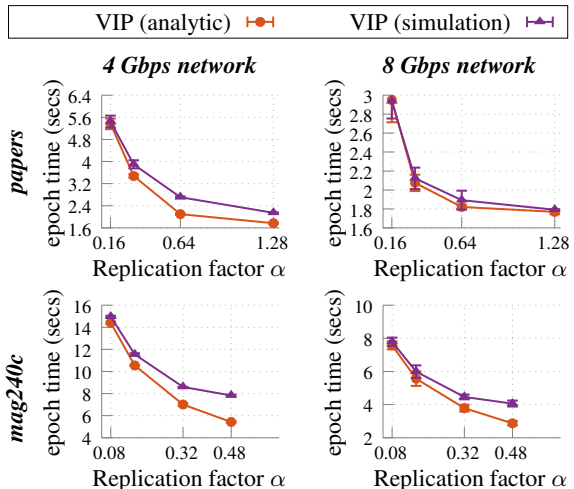 VIP (analytic) VIP (simulation)
4 Gbps network 8 Gbps network
papers
epoch time (secs)
6.4
5.6
4.8
4
3.2
2.4
1.6
0.16 0.64 1.28
Replication factor α
epoch time (secs)
3
2.8
2.6
2.4
2.2
2
1.8
1.6
0.16 0.64 1.28
Replication factor α
mag240c
epoch time (secs)
16
14
12
10
8
6
4
0.08 0.32 0.48
Replication factor α
epoch time (secs)
10
8
6
4
2
0.08 0.32 0.48
Replication factor α